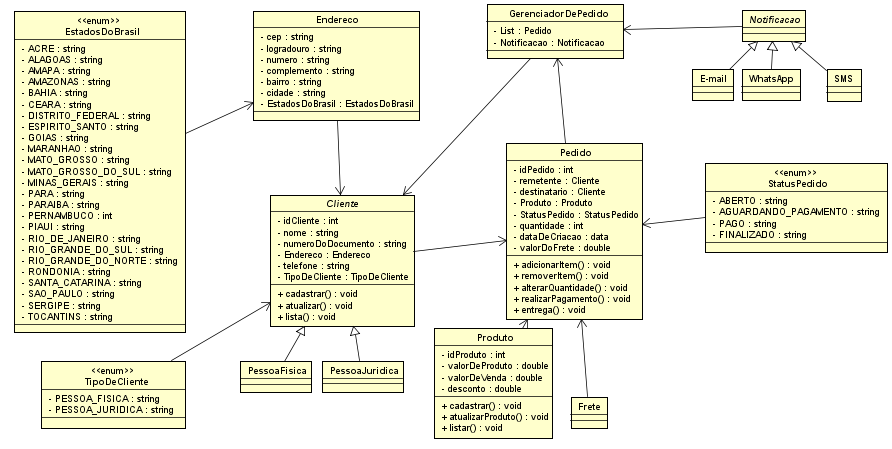 <<enum>>
EstadosDoBrasil
- ACRE : string
- ALAGOAS : string
- AMAPA : string
- AMAZONAS : string
- BAHIA : string
- CEARA : string
- DISTRITO_FEDERAL : string
- ESPIRITO_SANTO : string
- GOIAS : string
- MARANHAO : string
- MATO_GROSSO : string
- MATO_GROSSO_DO_SUL : string
- MINAS_GERAIS : string
- PARA : string
- PARAIBA : string
- PERNAMBUCO : int
- PIAUI : string
- RIO_DE_JANEIRO : string
- RIO_GRANDE_DO_SUL : string
- RIO_GRANDE_DO_NORTE : string
- RONDONIA : string
- SANTA_CATARINA : string
- SAO_PAULO : string
- SERGIPE : string
- TOCANTINS : string
Endereco
- cep : string
- logradouro : string
- numero : string
- complemento : string
- bairro : string
- cidade : string
- EstadosDoBrasil : EstadosDoBrasil
GerenciadorDePedido
- List : Pedido
- Notificacao : Notificacao
Notificacao
E-mail
WhatsApp
SMS
Cliente
- idCliente : int
- nome : string
- numeroDoDocumento : string
- Endereco : Endereco
- telefone : string
- TipoDeCliente : TipoDeCliente
+ cadastrar() : void
+ atualizar() : void
+ lista() : void
Pedido
- idPedido : int
- remetente : Cliente
- destinatario : Cliente
- Produto : Produto
- StatusPedido : StatusPedido
- quantidade : int
- dataDeCriacao : data
- valorDoFrete : double
+ adicionarItem() : void
+ removerItem() : void
+ alterarQuantidade() : void
+ realizarPagamento() : void
+ entrega() : void
<<enum>>
StatusPedido
- ABERTO : string
- AGUARDANDO_PAGAMENTO : string
- PAGO : string
- FINALIZADO : string
<<enum>>
TipoDeCliente
- PESSOA_FISICA : string
- PESSOA_JURIDICA : string
PessoaFisica
PessoaJuridica
Produto
- idProduto : int
- valorDeProduto : double
- valorDeVenda : double
- desconto : double
+ cadastrar() : void
+ atualizarProduto() : void
+ listar() : void
Frete